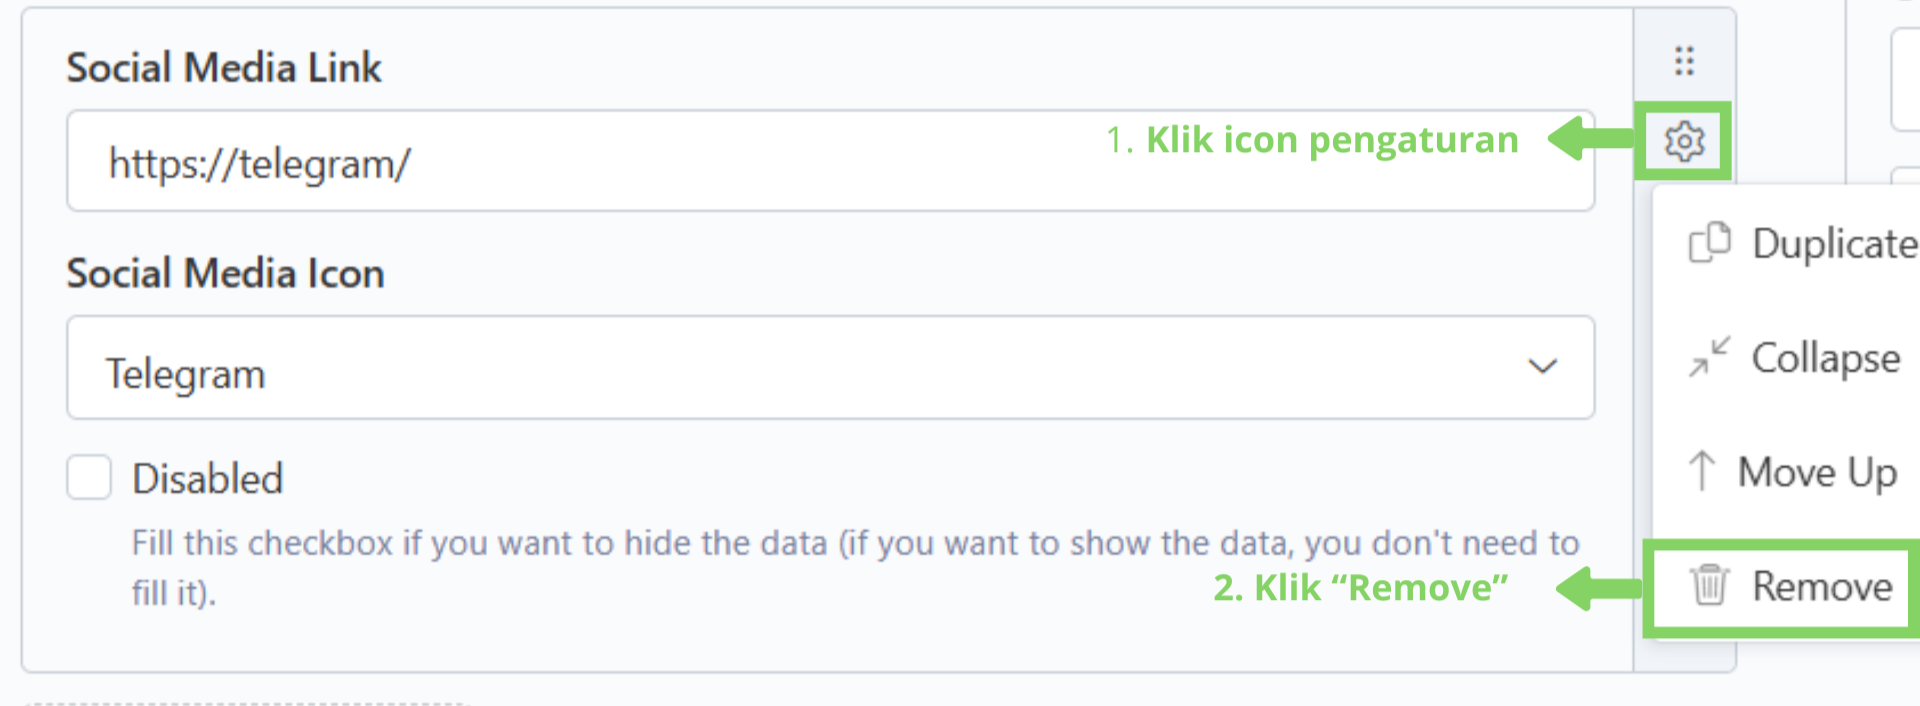 Social Media Link
https://telegram/
1. Klik icon pengaturan
Duplicate
Social Media Icon
Collapse
Telegram
Move Up
Disabled
Fill this checkbox if you want to hide the data (if you want to show the data, you don't need to
fill it).
2. Klik “Remove”
Remove